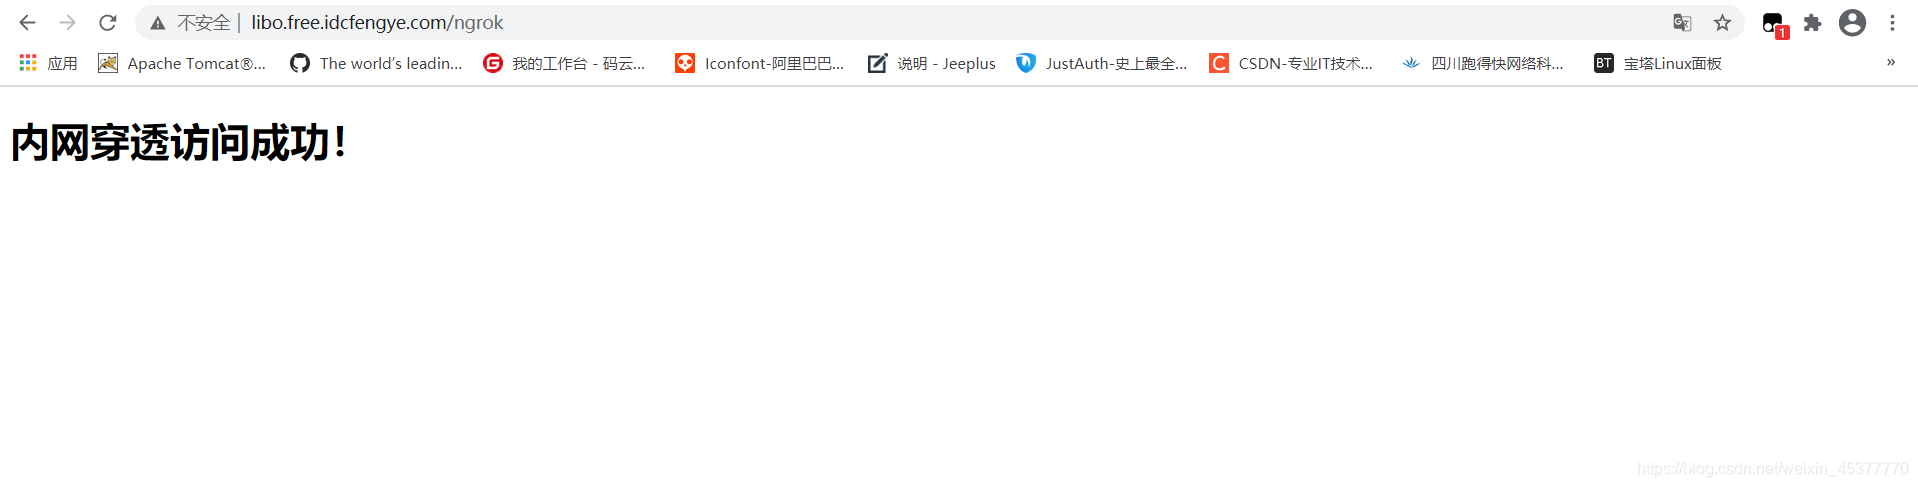 不安全 | libo.free.idcfengye.com/ngrok
1
应用 Apache Tomcat®... The world's leadin... 我的工作台 - 码云... Iconfont-阿里巴巴... 说明 - Jeeplus JustAuth-史上最全... CSDN-专业IT技术... 四川跑得快网络科... BT 宝塔Linux面板 »
内网穿透访问成功！
https://blog.csdn.net/weixin_45377770